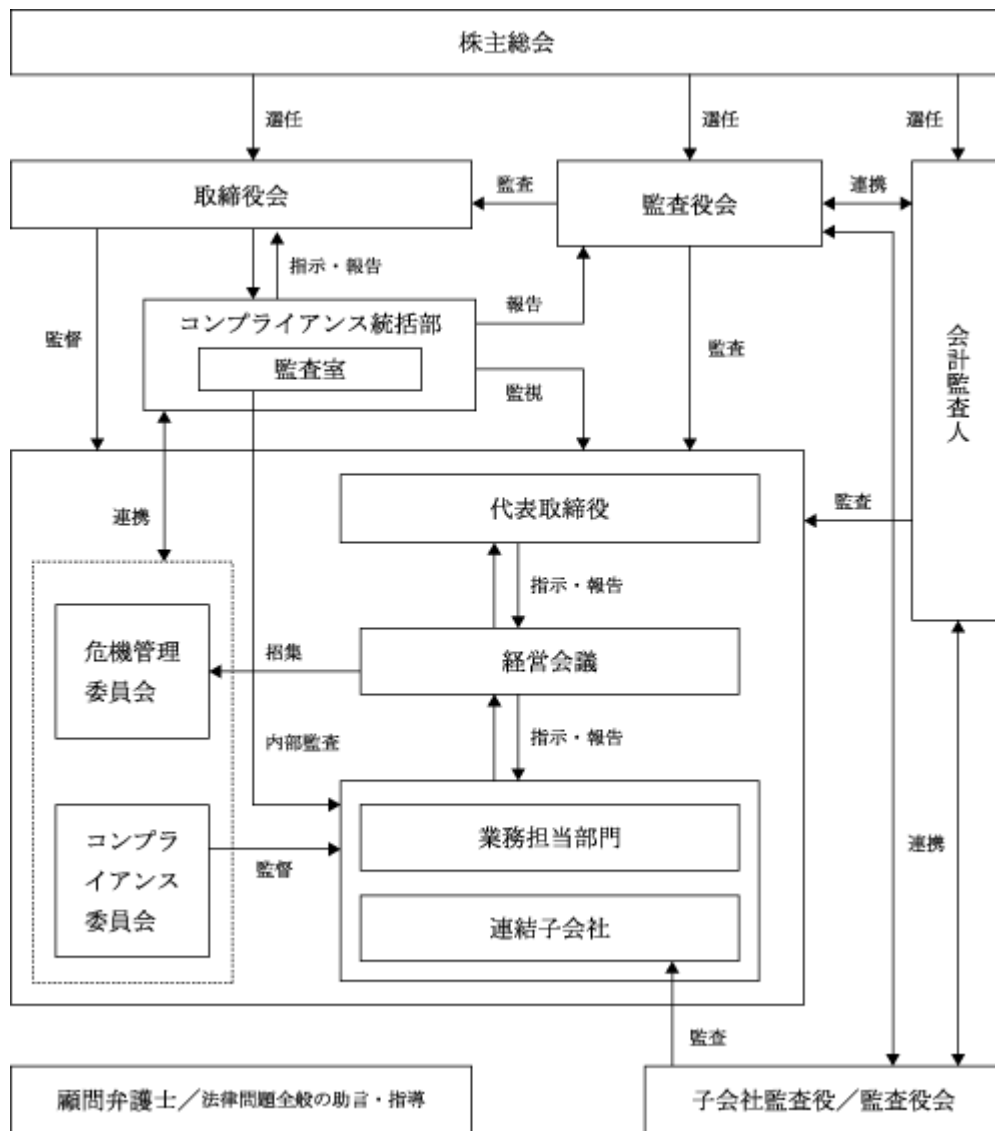 株主総会
選任
選任
選任
取締役会
監査
監査役会
連携
指示・報告
コンプライアンス統括部
報告
監査室
監視
監督
監査
会計監査人
代表取締役
監査
連携
指示・報告
危機管理
委員会
招集
経営会議
内部監査
指示・報告
コンプラ
イアンス
委員会
監督
業務担当部門
連携
連結子会社
監査
顧問弁護士／法律問題全般の助言・指導
子会社監査役／監査役会